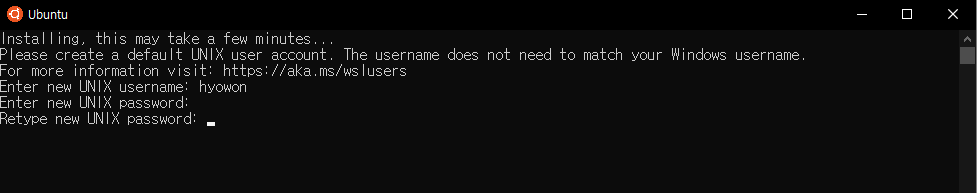 Ubuntu
Installing, this may take a few minutes...
Please create a default UNIX user account. The username does not need to match your Windows username.
For more information visit: https://aka.ms/wslusers
Enter new UNIX username: hyowon
Enter new UNIX password:
Retype new UNIX password: